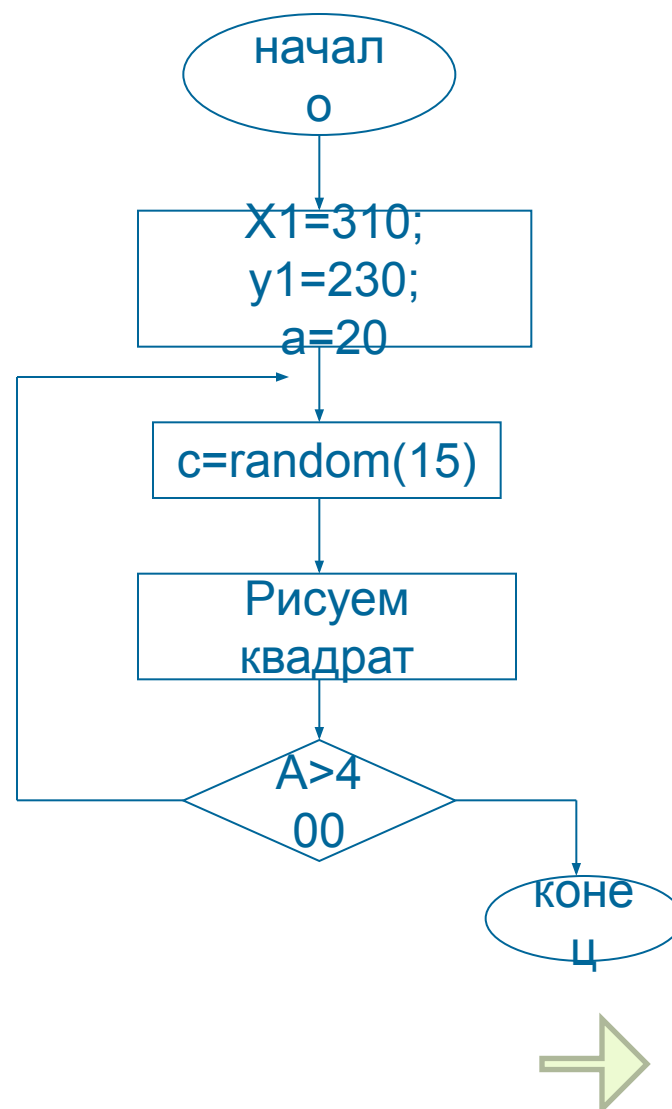 начал
о
X1=310;
y1=230;
a=20
c=random(15)
Рисуем
квадрат
A>4
00
коне
ц